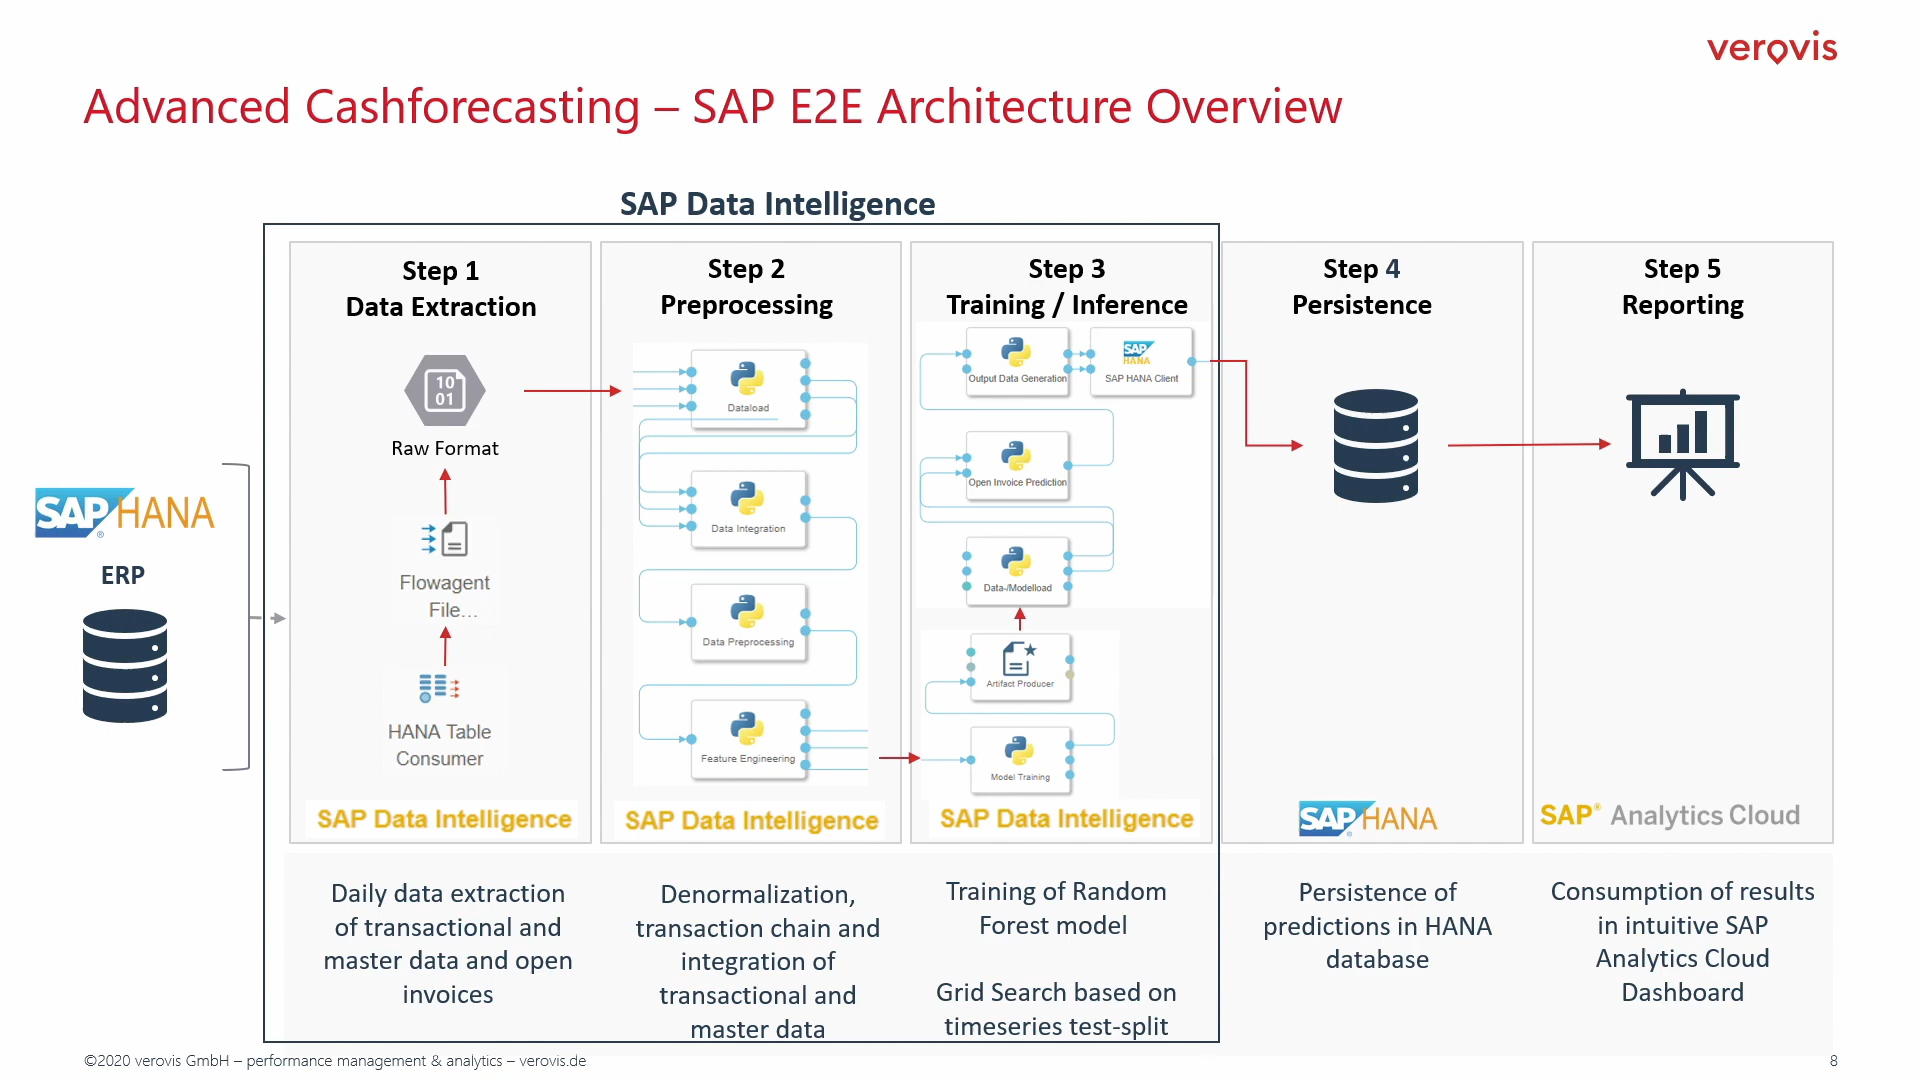 verovis
Advanced Cashforecasting – SAP E2E Architecture Overview
SAP Data Intelligence
SAP HANA
®
ERP
Step 1
Data Extraction
10
01
Raw Format
Flowagent
File...
HANA Table
Consumer
SAP Data Intelligence
Daily data extraction
of transactional and
master data and open
invoices
Step 2
Preprocessing
Dataload
Data Integration
Data Preprocessing
Feature Engineering
SAP Data Intelligence
Denormalization,
transaction chain and
integration of
transactional and
master data
Step 3
Training / Inference
Output Data Generation
SAP
HANA
SAP HANA Client
Open Invoice Prediction
Data-/Modelload
Artifact Producer
Model Training
SAP Data Intelligence
Training of Random
Forest model
Grid Search based on
timeseries test-split
Step 4
Persistence
SAP HANA
®
Persistence of
predictions in HANA
database
Step 5
Reporting
SAP® Analytics Cloud
Consumption of results
in intuitive SAP
Analytics Cloud
Dashboard
©2020 verovis GmbH – performance management & analytics – verovis.de
8